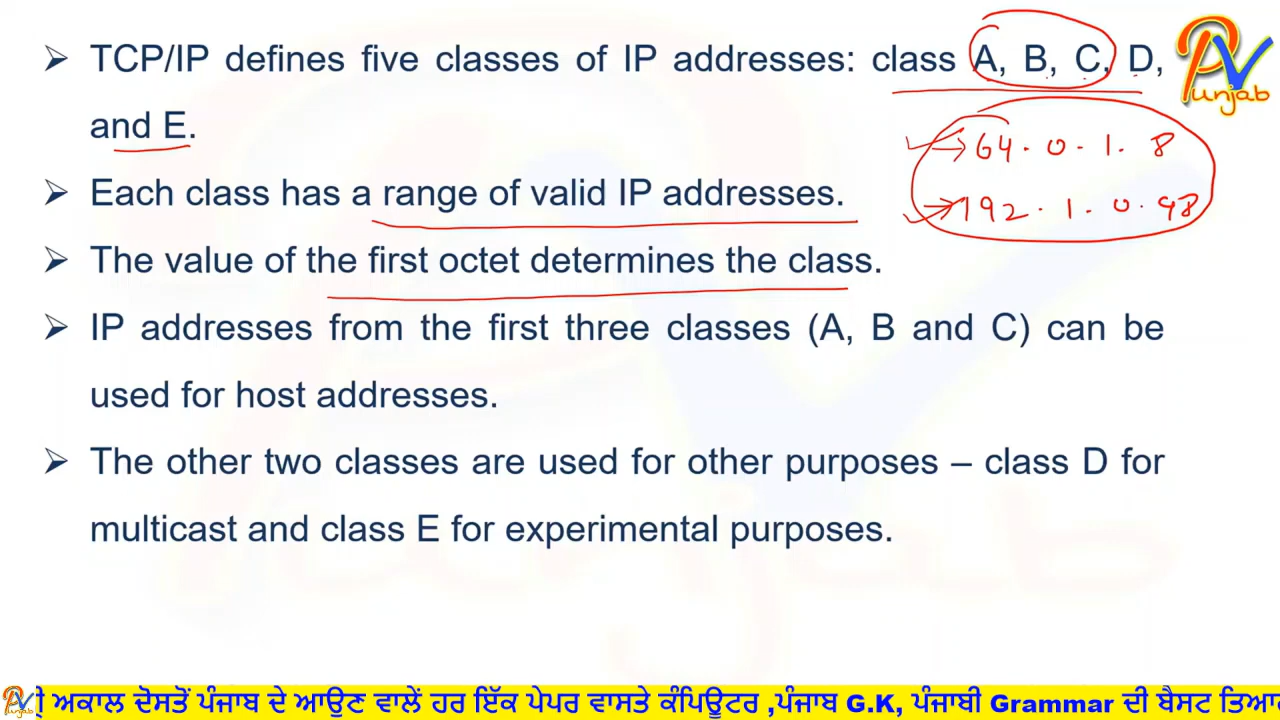 ➢ TCP/IP defines five classes of IP addresses: class A, B, C, D,
and E.
64.0.1.8
➢ Each class has a range of valid IP addresses.
192.1.0.98
➢ The value of the first octet determines the class.
➢ IP addresses from the first three classes (A, B and C) can be
used for host addresses.
➢ The other two classes are used for other purposes – class D for
multicast and class E for experimental purposes.
PV Punjab
ਅਕਾਲ ਦੋਸਤੋਂ ਪੰਜਾਬ ਦੇ ਆਉਣ ਵਾਲੇਂ ਹਰ ਇੱਕ ਪੇਪਰ ਵਾਸਤੇ ਕੰਪਿਊਟਰ ,ਪੰਜਾਬ G.K, ਪੰਜਾਬੀ Grammar ਦੀ ਬੈਸਟ